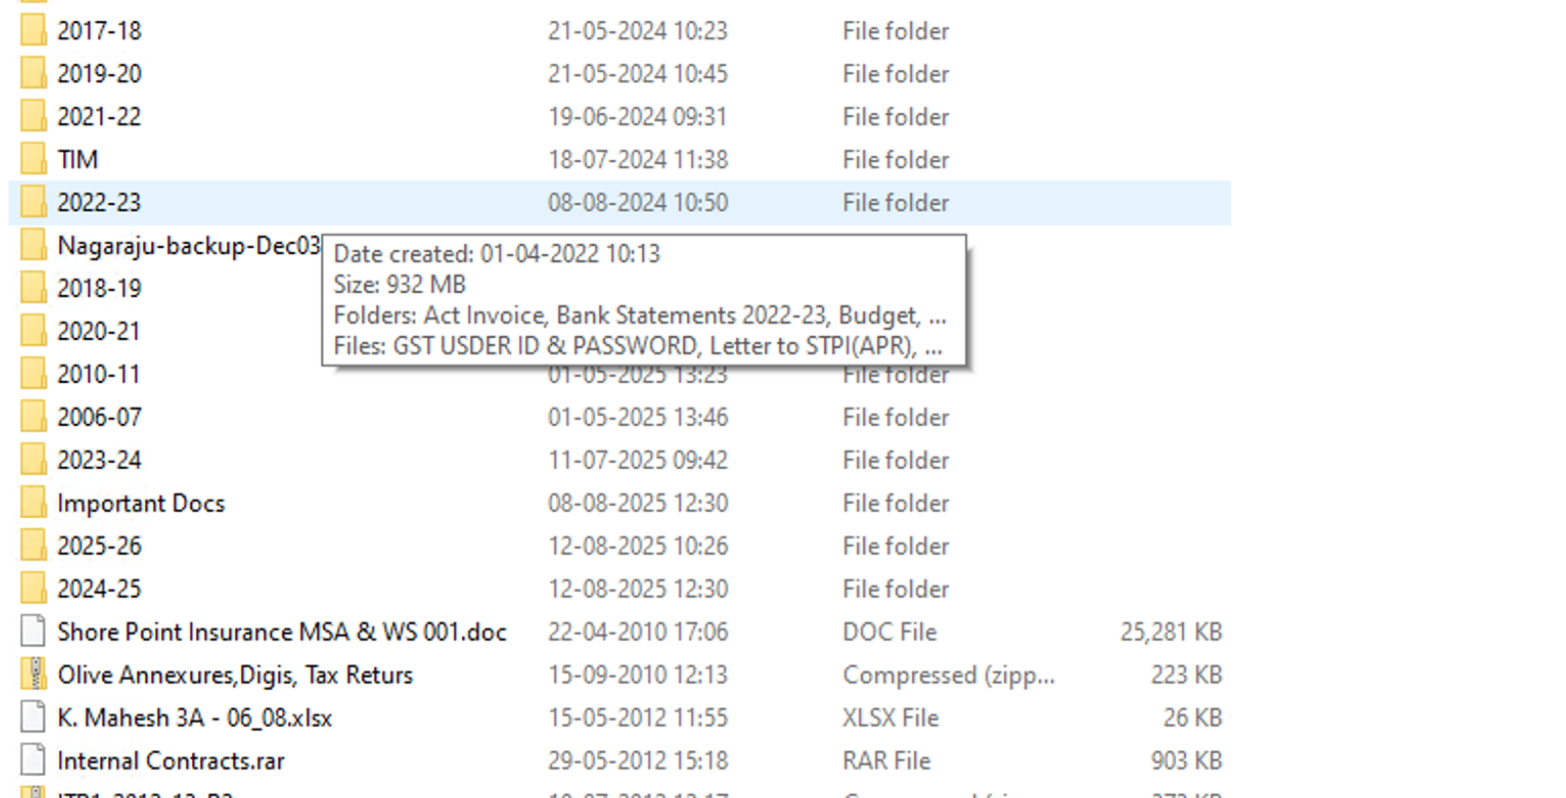 2017-18 21-05-2024 10:23 File folder
2019-20 21-05-2024 10:45 File folder
2021-22 19-06-2024 09:31 File folder
TIM 18-07-2024 11:38 File folder
2022-23 08-08-2024 10:50 File folder
Nagaraju-backup-Dec03
Date created: 01-04-2022 10:13
2018-19
Size: 932 MB
Folders: Act Invoice, Bank Statements 2022-23, Budget, ...
2020-21
Files: GST USDER ID & PASSWORD, Letter to STPI(APR), ...
2010-11 01-05-2025 13:23 File folder
2006-07 01-05-2025 13:46 File folder
2023-24 11-07-2025 09:42 File folder
Important Docs 08-08-2025 12:30 File folder
2025-26 12-08-2025 10:26 File folder
2024-25 12-08-2025 12:30 File folder
Shore Point Insurance MSA & WS 001.doc 22-04-2010 17:06 DOC File 25,281 KB
Olive Annexures,Digis, Tax Returs 15-09-2010 12:13 Compressed (zipp... 223 KB
K. Mahesh 3A - 06_08.xlsx 15-05-2012 11:55 XLSX File 26 KB
Internal Contracts.rar 29-05-2012 15:18 RAR File 903 KB